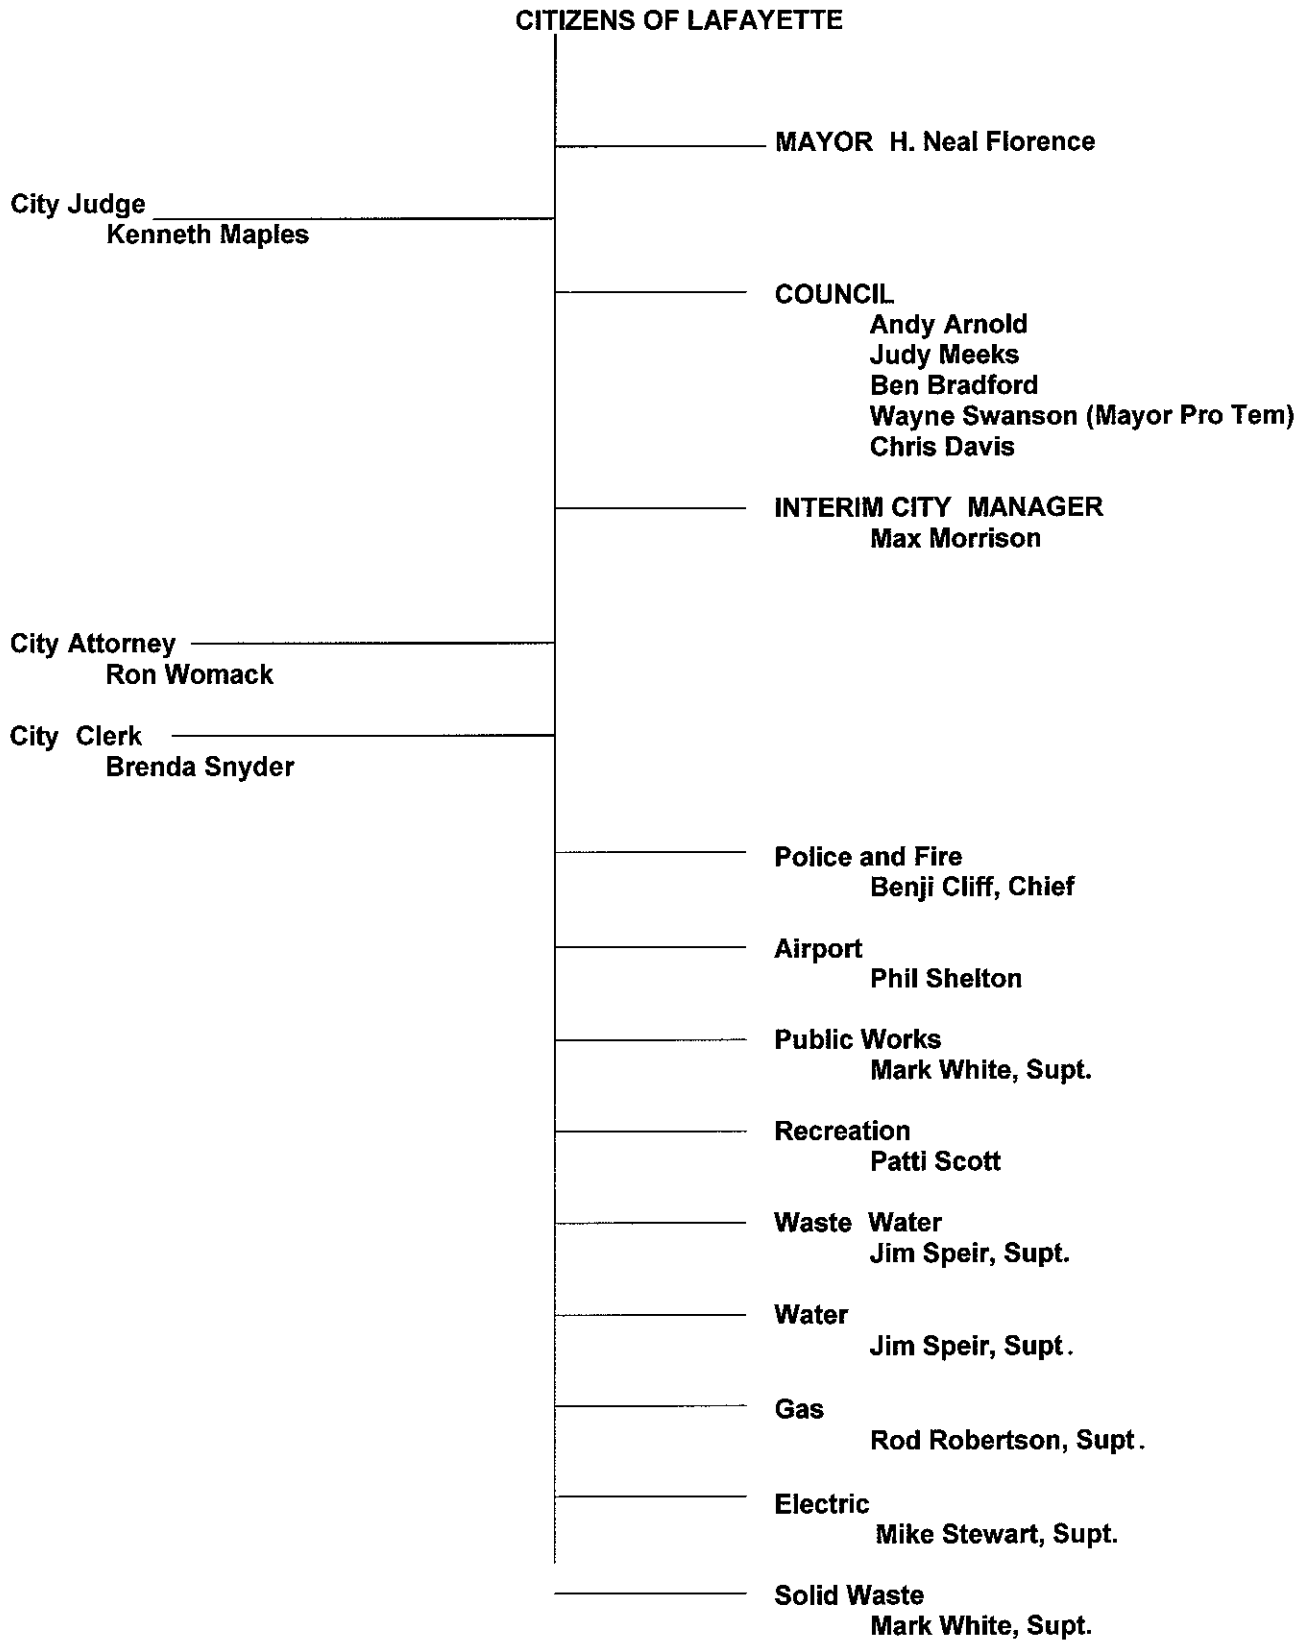 CITIZENS OF LAFAYETTE
MAYOR H. Neal Florence
City Judge
Kenneth Maples
COUNCIL
Andy Arnold
Judy Meeks
Ben Bradford
Wayne Swanson (Mayor Pro Tem)
Chris Davis
INTERIM CITY MANAGER
Max Morrison
City Attorney
Ron Womack
City Clerk
Brenda Snyder
Police and Fire
Benji Cliff, Chief
Airport
Phil Shelton
Public Works
Mark White, Supt.
Recreation
Patti Scott
Waste Water
Jim Speir, Supt.
Water
Jim Speir, Supt.
Gas
Rod Robertson, Supt.
Electric
Mike Stewart, Supt.
Solid Waste
Mark White, Supt.